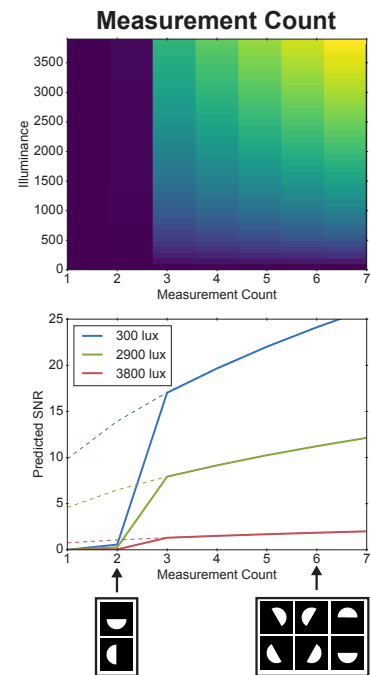 Measurement Count
3500
3000
2500
2000
1500
1000
500
0
Illuminance
1 2 3 4 5 6 7
Measurement Count
25
20
15
10
5
0
Predicted SNR
300 lux
2900 lux
3800 lux
1 2 3 4 5 6 7
Measurement Count